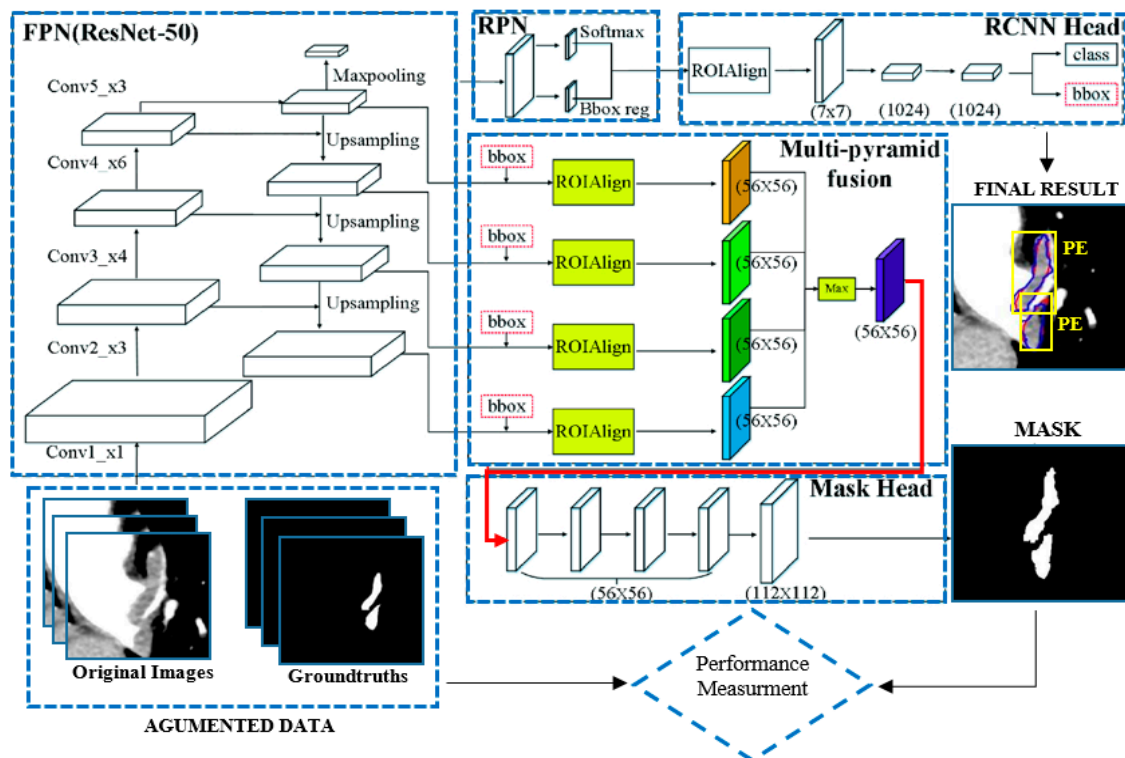 FPN(ResNet-50)
Maxpooling
Conv5_x3
Upsampling
Conv4_x6
Upsampling
Conv3_x4
Upsampling
Conv2_x3
Conv1_x1
RPN
Softmax
Bbox reg
RCNN Head
ROIAlign
(7x7)
(1024)
(1024)
class
bbox
Multi-pyramid
fusion
bbox
ROIAlign
(56X56)
bbox
ROIAlign
(56X56)
bbox
ROIAlign
(56X56)
bbox
ROIAlign
(56X56)
Max
(56X56)
FINAL RESULT
PE
PE
MASK
Mask Head
(56X56)
(112X112)
Original Images
Groundtruths
AGUMENTED DATA
Performance
Measurment